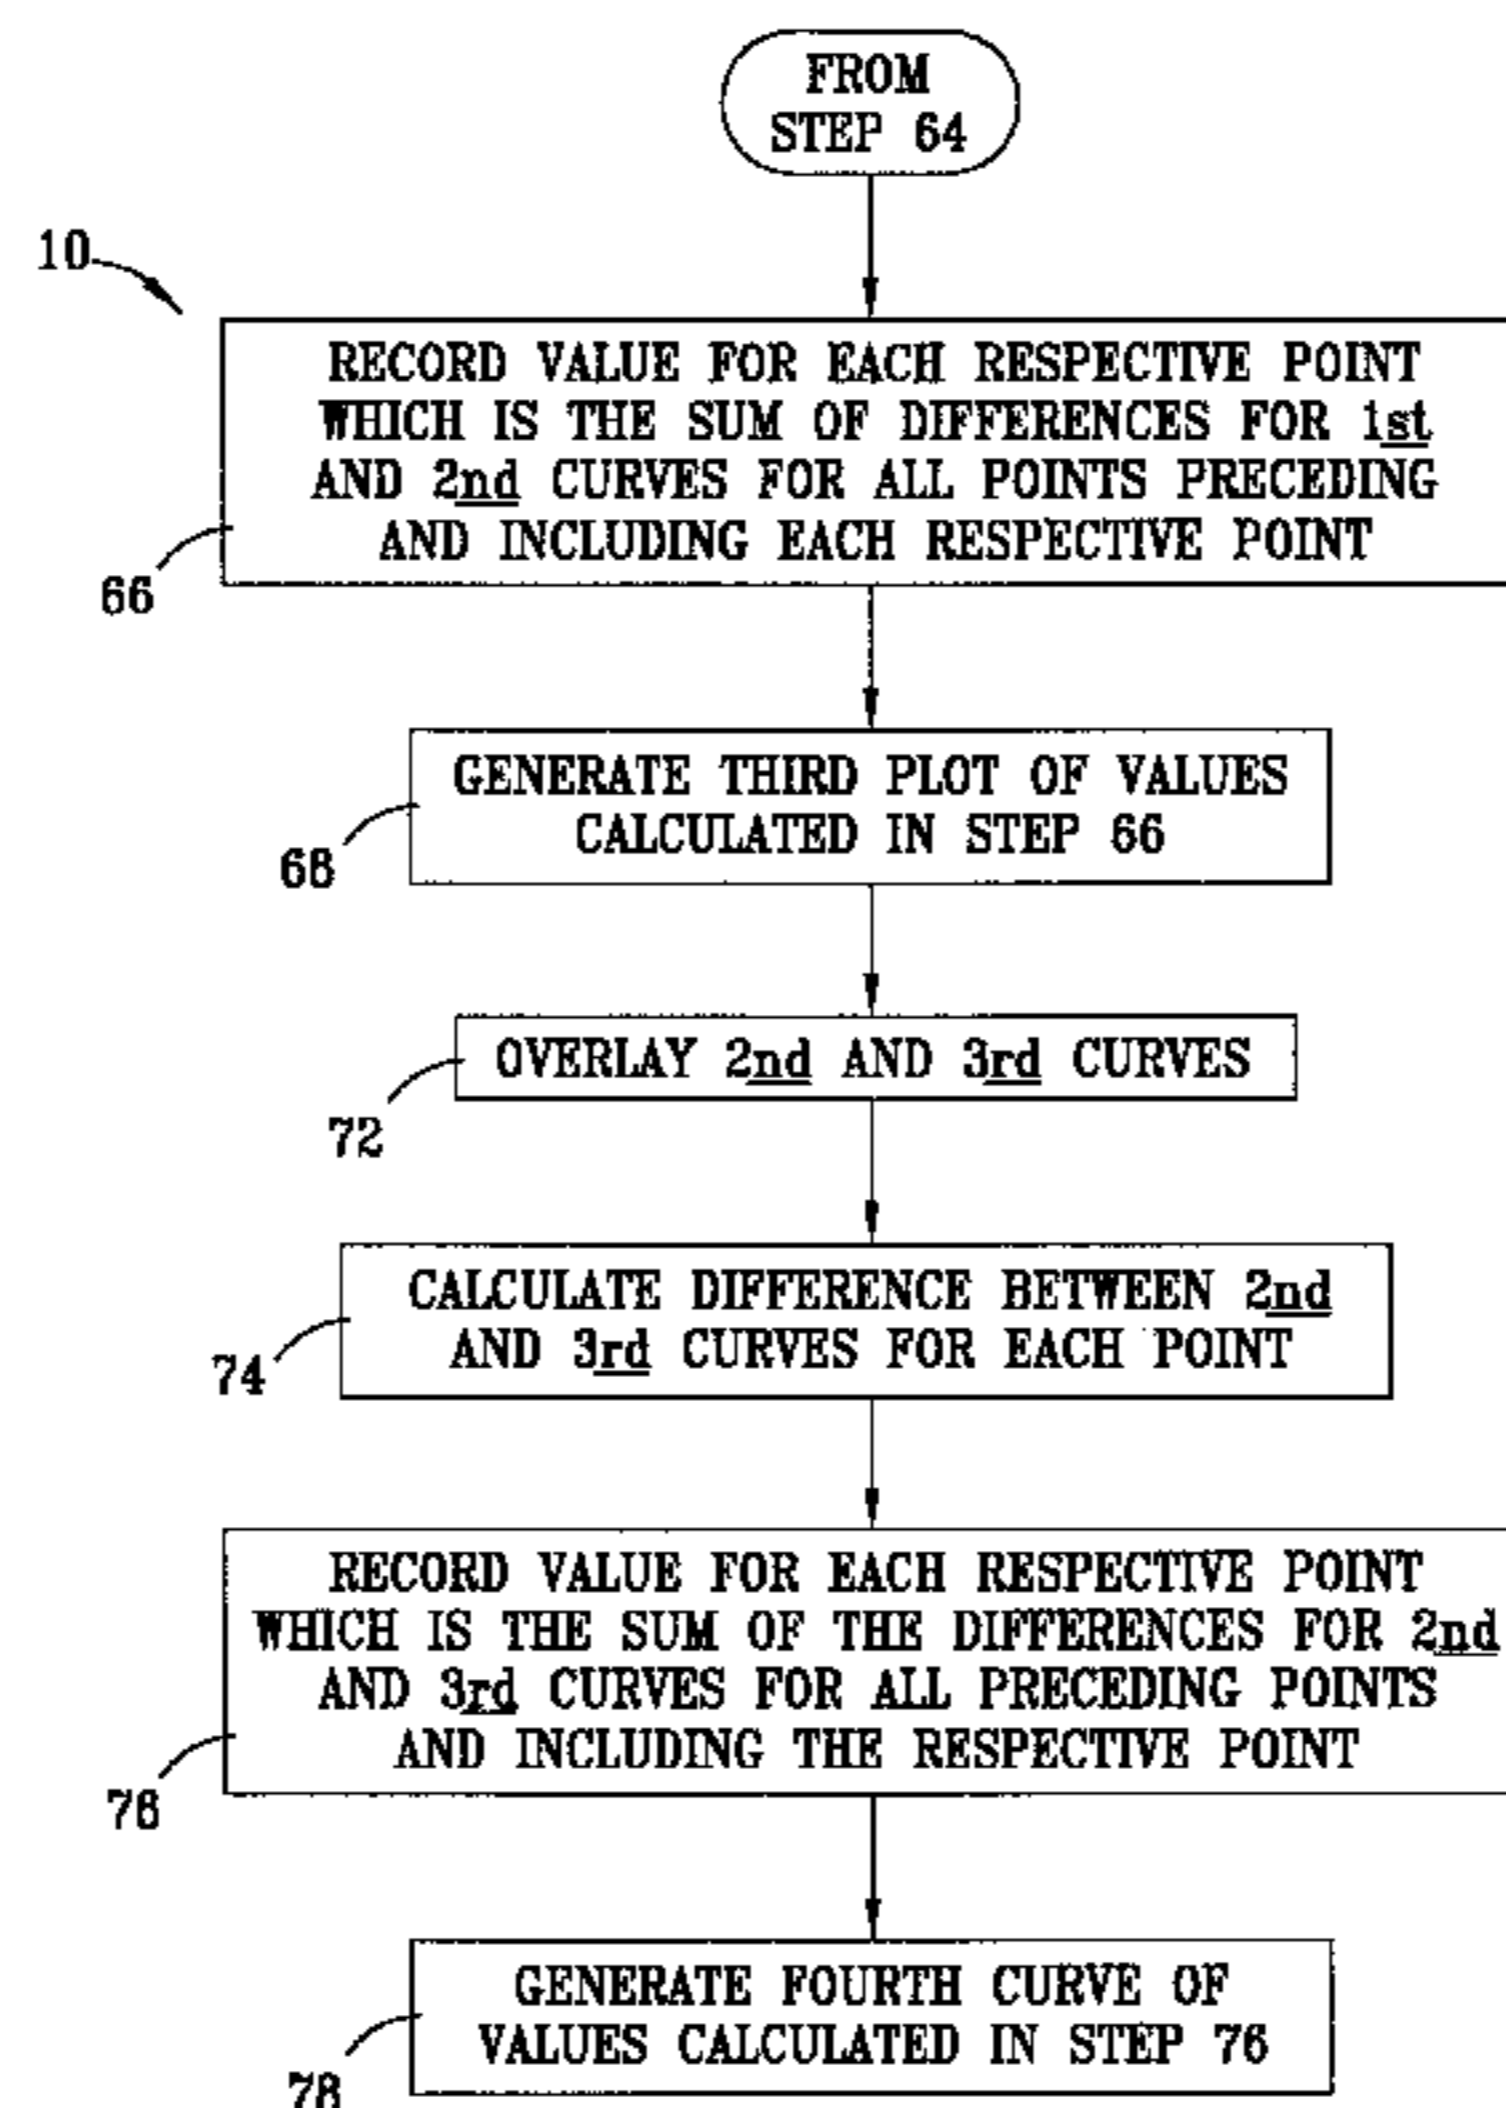 FROM
STEP 64
10
RECORD VALUE FOR EACH RESPECTIVE POINT
WHICH IS THE SUM OF DIFFERENCES FOR 1st
AND 2nd CURVES FOR ALL POINTS PRECEDING
AND INCLUDING EACH RESPECTIVE POINT
66
GENERATE THIRD PLOT OF VALUES
CALCULATED IN STEP 66
68
OVERLAY 2nd AND 3rd CURVES
72
CALCULATE DIFFERENCE BETWEEN 2nd
AND 3rd CURVES FOR EACH POINT
74
RECORD VALUE FOR EACH RESPECTIVE POINT
WHICH IS THE SUM OF THE DIFFERENCES FOR 2nd
AND 3rd CURVES FOR ALL PRECEDING POINTS
AND INCLUDING THE RESPECTIVE POINT
76
GENERATE FOURTH CURVE OF
VALUES CALCULATED IN STEP 76
78